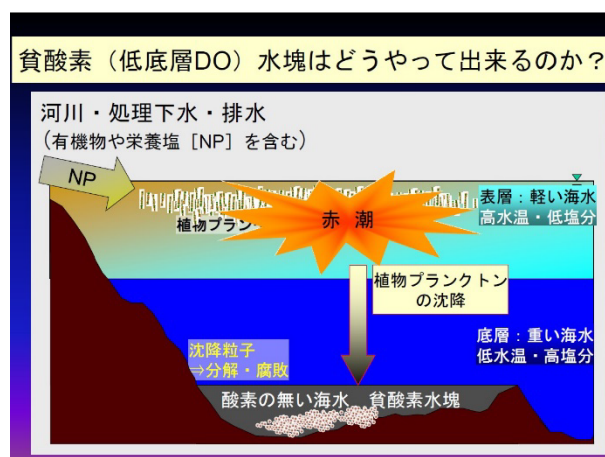 貧酸素（低底層DO）水塊はどうやって出来るのか？
河川・処理下水・排水
（有機物や栄養塩［NP］を含む）
NP
植物プラン
赤 潮
表層：軽い海水
高水温・低塩分
植物プランクトン
の沈降
底層：重い海水
低水温・高塩分
沈降粒子
⇒分解・腐敗
酸素の無い海水 貧酸素水塊